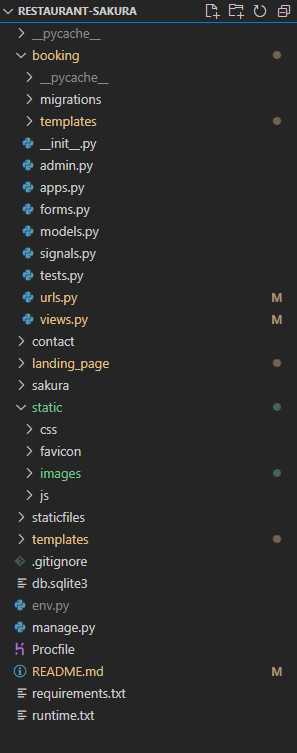 RESTAURANT-SAKURA
__pycache__
booking
__pycache__
migrations
templates
__init__.py
admin.py
apps.py
forms.py
models.py
signals.py
tests.py
urls.py M
views.py M
contact
landing_page
sakura
static
css
favicon
images
js
staticfiles
templates
.gitignore
db.sqlite3
env.py
manage.py
Procfile
README.md M
requirements.txt
runtime.txt